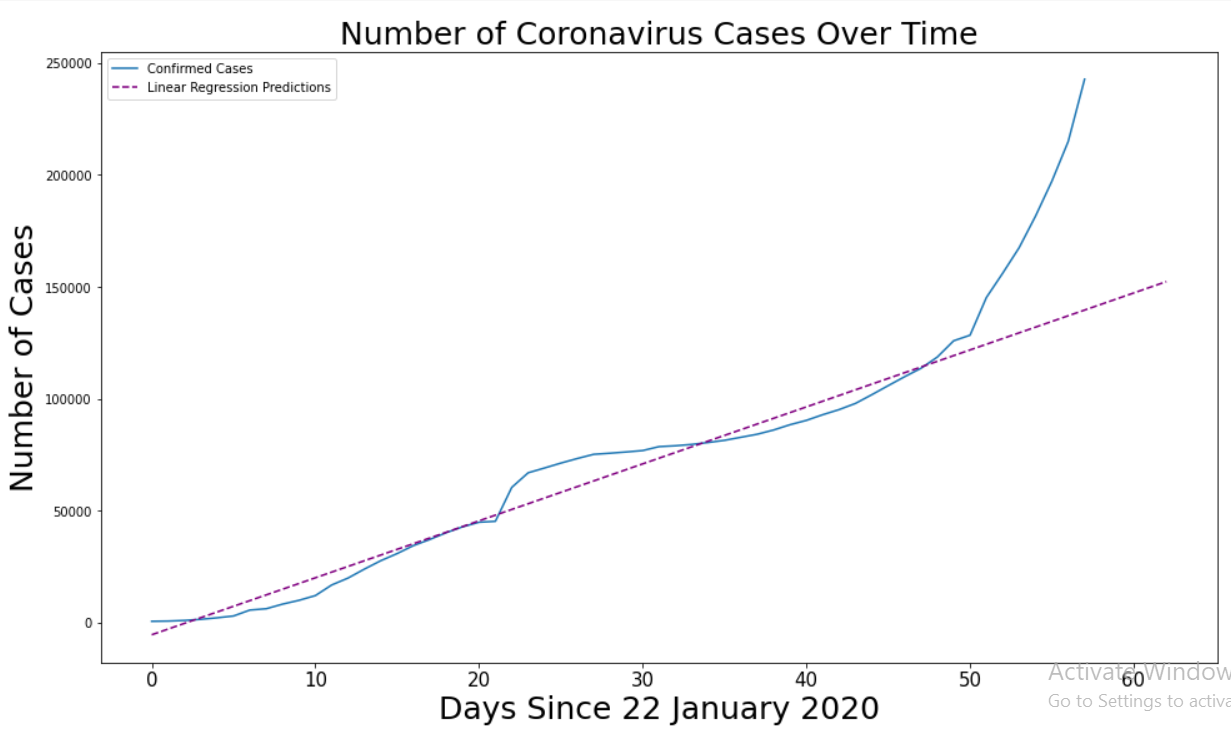 Number of Coronavirus Cases Over Time
Confirmed Cases
Linear Regression Predictions
250000
200000
150000
100000
50000
0
Number of Cases
0 10 20 30 40 50 60
Days Since 22 January 2020
Activate Window
Go to Settings to activa